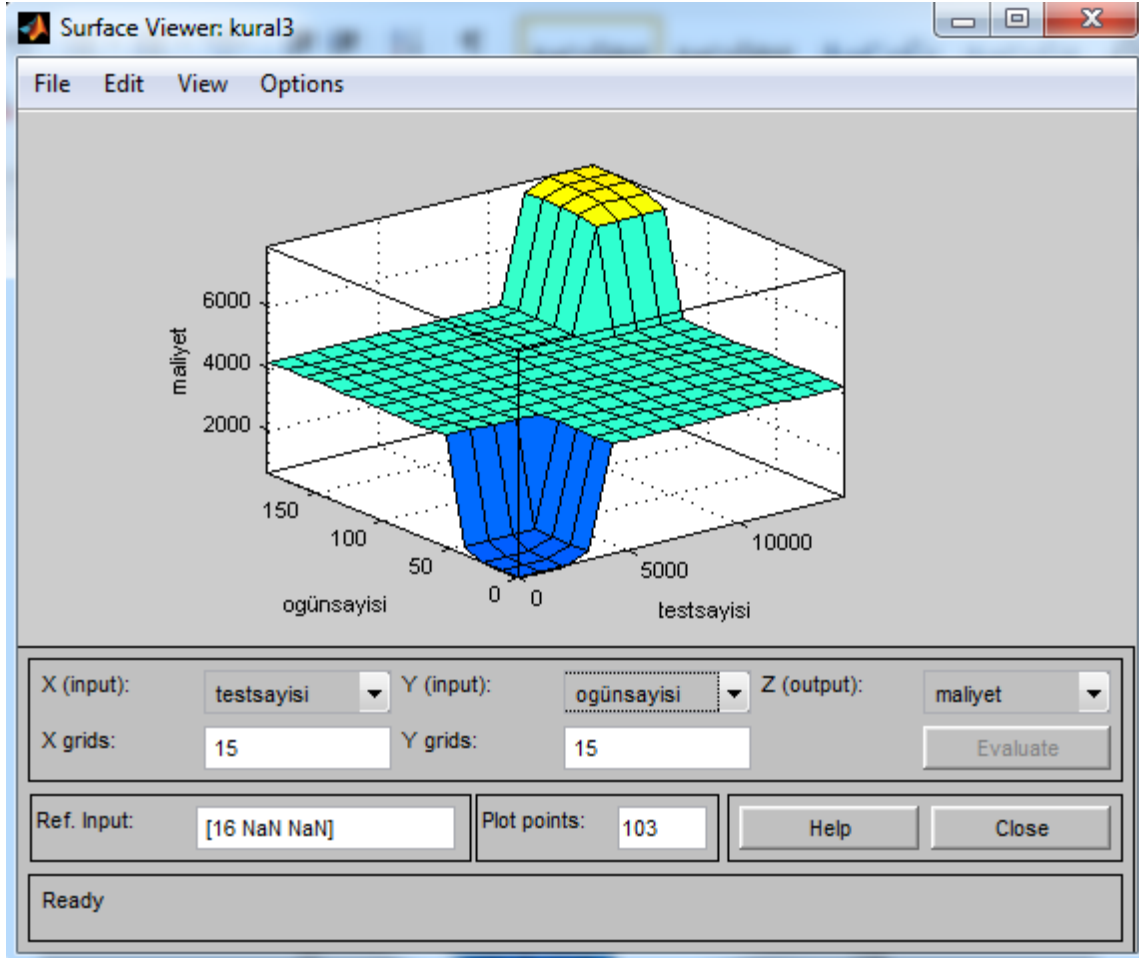 Surface Viewer: kural3
File Edit View Options
6000
4000
2000
maliyet
150
100
50
0
0
5000
10000
ogünsayisi
testsayisi
X (input): testsayisi Y (input): ogünsayisi Z (output): maliyet
X grids: 15 Y grids: 15 Evaluate
Ref. Input: [16 NaN NaN] Plot points: 103 Help Close
Ready